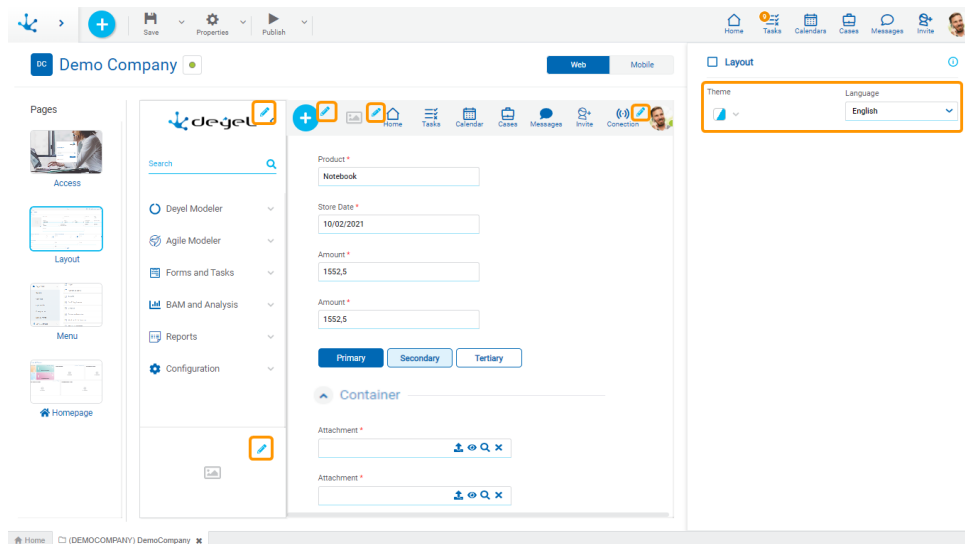 Save
Properties
Publish
Home
6
Tasks
Calendars
Cases
Messages
Invite
DC
Demo Company
Web
Mobile
Layout
Theme
Language
English
Pages
Access
Layout
Menu
Homepage
deyel
Home
Tasks
Calendar
Cases
Messages
Invite
Conection
Search
Deyel Modeler
Agile Modeler
Forms and Tasks
BAM and Analysis
Reports
Configuration
Product *
Notebook
Store Date *
10/02/2021
Amount *
1552,5
Amount *
1552,5
Primary
Secondary
Tertiary
Container
Attachment *
Attachment *
Home
(DEMOCOMPANY) DemoCompany